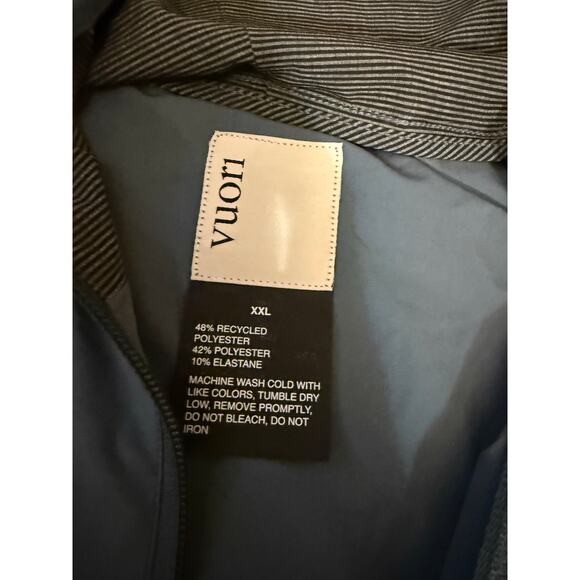 vuori
XXL
48% RECYCLED
POLYESTER
42% POLYESTER
10% ELASTANE
MACHINE WASH COLD WITH
LIKE COLORS, TUMBLE DRY
LOW, REMOVE PROMPTLY,
DO NOT BLEACH, DO NOT
IRON